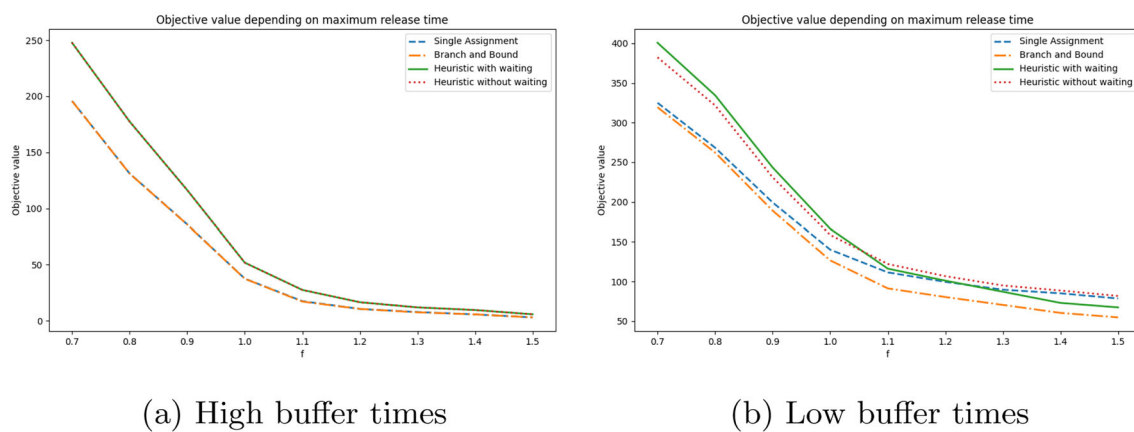 Objective value depending on maximum release time
Single Assignment
Branch and Bound
Heuristic with waiting
Heuristic without waiting
Objective value
250
200
150
100
50
0
0.7 0.8 0.9 1.0 1.1 1.2 1.3 1.4 1.5
f
(a) High buffer times
Objective value depending on maximum release time
Single Assignment
Branch and Bound
Heuristic with waiting
Heuristic without waiting
Objective value
400
350
300
250
200
150
100
50
0.7 0.8 0.9 1.0 1.1 1.2 1.3 1.4 1.5
f
(b) Low buffer times